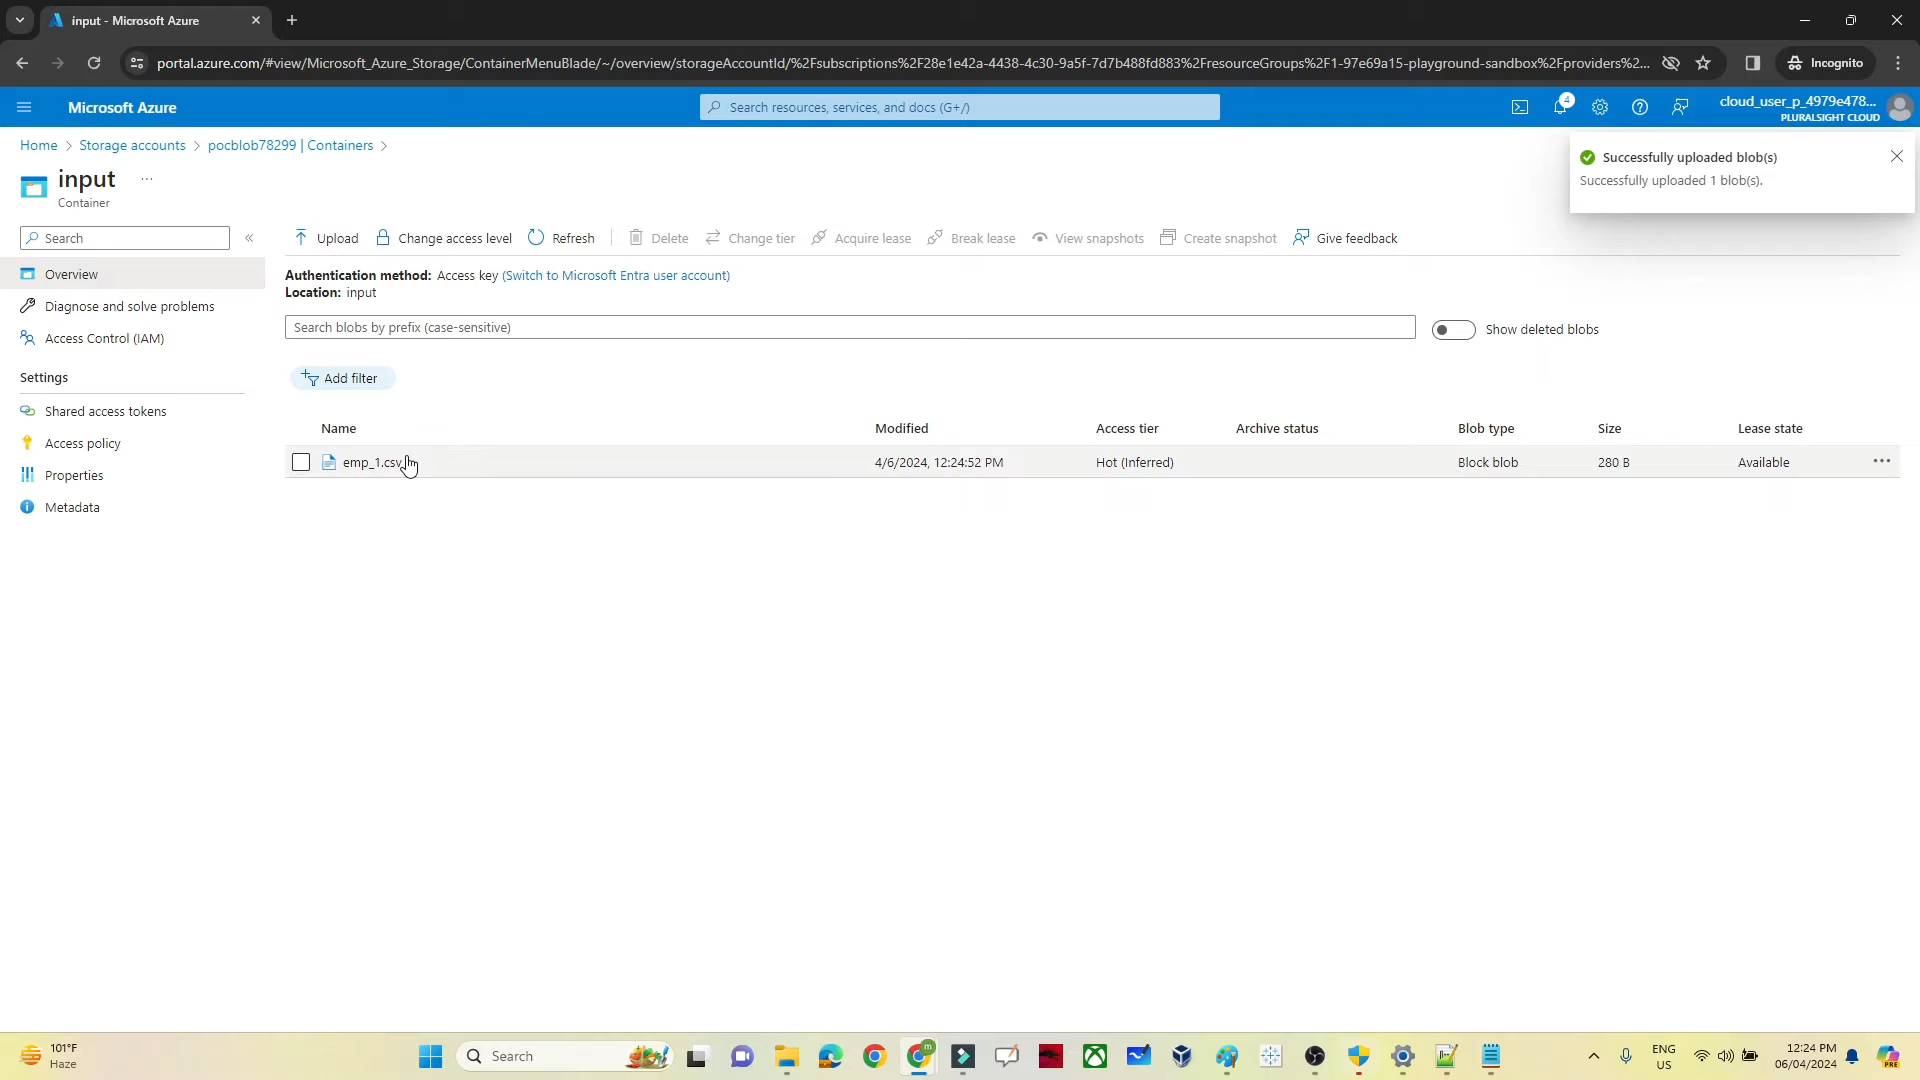 input - Microsoft Azure
portal.azure.com/#view/Microsoft_Azure_Storage/ContainerMenuBlade/~/overview/storageAccountId/%2Fsubscriptions%2F28e1e42a-4438-4c30-9a5f-7d7b488fd883%2FresourceGroups%2F1-97e69a15-playground-sandbox%2Fproviders%2...
Incognito
Microsoft Azure
Search resources, services, and docs (G+/)
4
cloud_user_p_4979e478...
PLURALSIGHT CLOUD
Home > Storage accounts > pocblob78299 | Containers >
Successfully uploaded blob(s)
Successfully uploaded 1 blob(s).
input ...
Container
Search
«
Upload Change access level Refresh Delete Change tier Acquire lease Break lease View snapshots Create snapshot Give feedback
Overview
Diagnose and solve problems
Access Control (IAM)
Settings
Shared access tokens
Access policy
Properties
Metadata
Authentication method: Access key (Switch to Microsoft Entra user account)
Location: input
Search blobs by prefix (case-sensitive)
Show deleted blobs
Add filter
Name Modified Access tier Archive status Blob type Size Lease state
emp_1.csv 4/6/2024, 12:24:52 PM Hot (Inferred) Block blob 280 B Available ...
101°F
Haze
Search
ENG
US
12:24 PM
06/04/2024
PRE